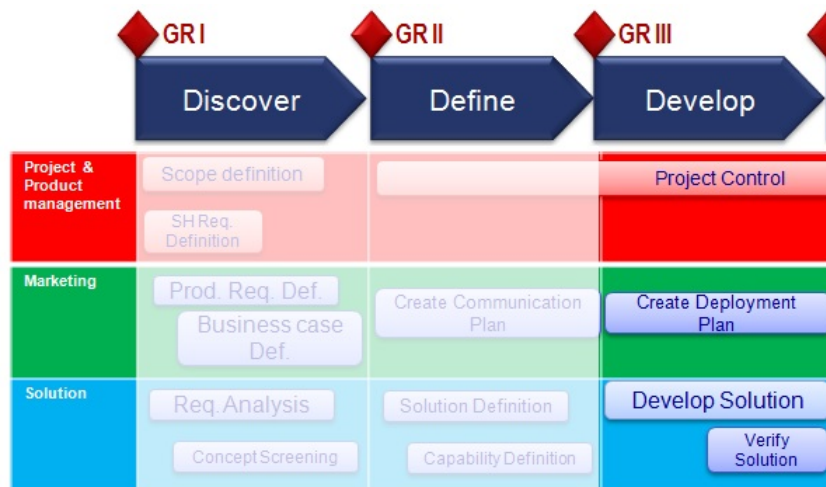 GR I
GR II
GR III
Discover
Define
Develop
Project &
Product
management
Scope definition
SH Req.
Definition
Project Control
Marketing
Prod. Req. Def.
Business case
Def.
Create Communication
Plan
Create Deployment
Plan
Solution
Req. Analysis
Concept Screening
Solution Definition
Capability Definition
Develop Solution
Verify
Solution